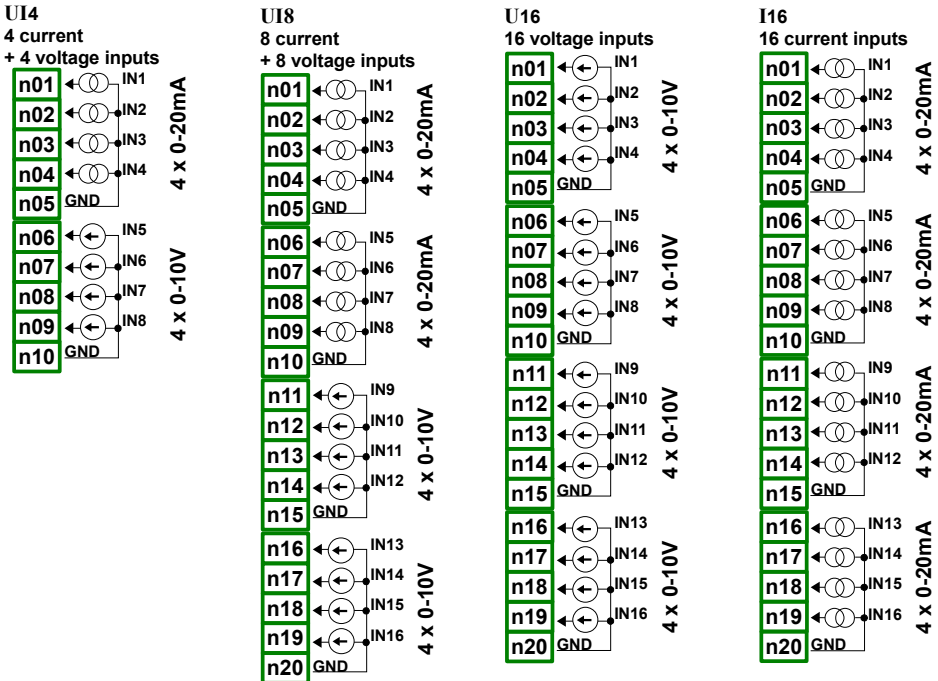 UI4
4 current
+ 4 voltage inputs
n01 IN1
n02 IN2
n03 IN3
n04 IN4
n05 GND
4 x 0-20mA
n06 IN5
n07 IN6
n08 IN7
n09 IN8
n10 GND
4 x 0-10V
UI8
8 current
+ 8 voltage inputs
n01 IN1
n02 IN2
n03 IN3
n04 IN4
n05 GND
4 x 0-20mA
n06 IN5
n07 IN6
n08 IN7
n09 IN8
n10 GND
4 x 0-20mA
n11 IN9
n12 IN10
n13 IN11
n14 IN12
n15 GND
4 x 0-10V
n16 IN13
n17 IN14
n18 IN15
n19 IN16
n20 GND
4 x 0-10V
U16
16 voltage inputs
n01 IN1
n02 IN2
n03 IN3
n04 IN4
n05 GND
4 x 0-10V
n06 IN5
n07 IN6
n08 IN7
n09 IN8
n10 GND
4 x 0-10V
n11 IN9
n12 IN10
n13 IN11
n14 IN12
n15 GND
4 x 0-10V
n16 IN13
n17 IN14
n18 IN15
n19 IN16
n20 GND
4 x 0-10V
I16
16 current inputs
n01 IN1
n02 IN2
n03 IN3
n04 IN4
n05 GND
4 x 0-20mA
n06 IN5
n07 IN6
n08 IN7
n09 IN8
n10 GND
4 x 0-20mA
n11 IN9
n12 IN10
n13 IN11
n14 IN12
n15 GND
4 x 0-20mA
n16 IN13
n17 IN14
n18 IN15
n19 IN16
n20 GND
4 x 0-20mA